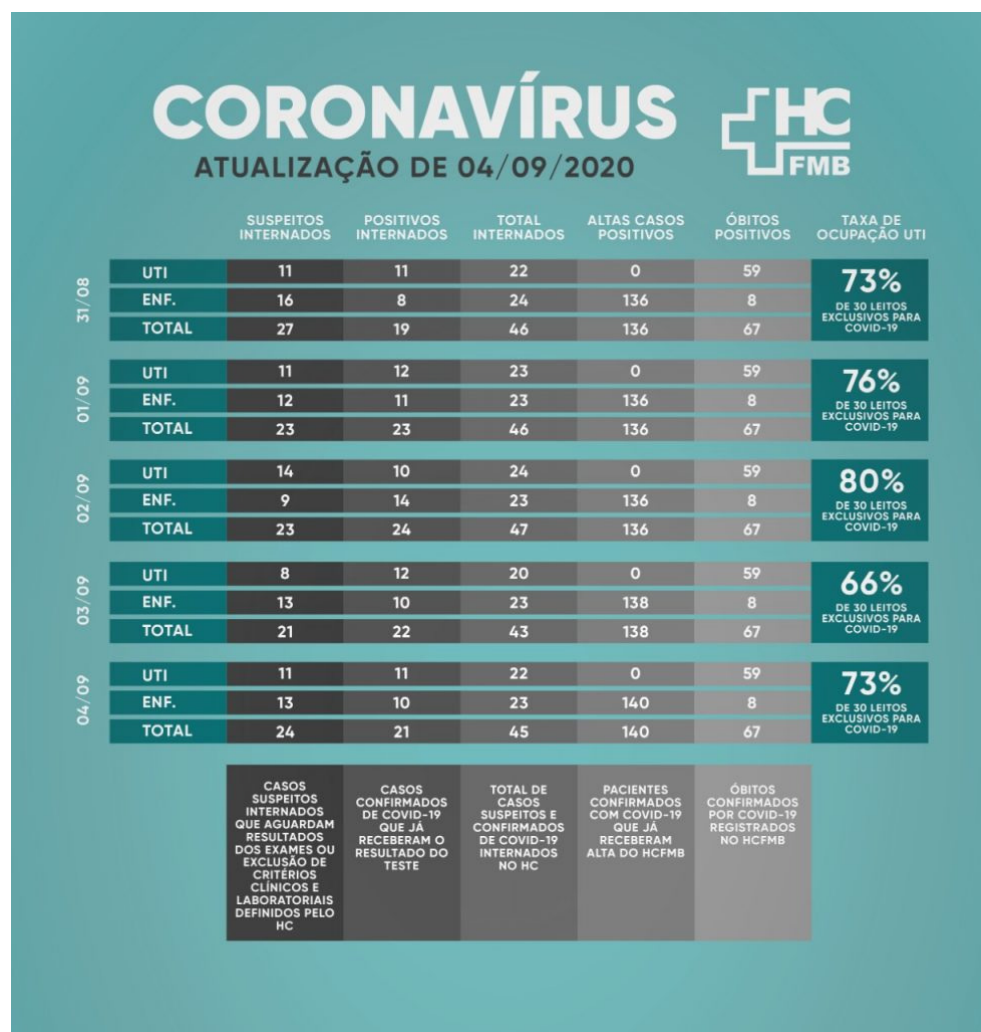 CORONAVÍRUS
ATUALIZAÇÃO DE 04/09/2020
HC
FMB
SUSPEITOS INTERNADOS POSITIVOS INTERNADOS TOTAL INTERNADOS ALTAS CASOS POSITIVOS ÓBITOS POSITIVOS TAXA DE OCUPAÇÃO UTI
31/08
UTI 11 11 22 0 59
ENF. 16 8 24 136 8
TOTAL 27 19 46 136 67
73%
DE 30 LEITOS
EXCLUSIVOS PARA
COVID-19
01/09
UTI 11 12 23 0 59
ENF. 12 11 23 136 8
TOTAL 23 23 46 136 67
76%
DE 30 LEITOS
EXCLUSIVOS PARA
COVID-19
02/09
UTI 14 10 24 0 59
ENF. 9 14 23 136 8
TOTAL 23 24 47 136 67
80%
DE 30 LEITOS
EXCLUSIVOS PARA
COVID-19
03/09
UTI 8 12 20 0 59
ENF. 13 10 23 138 8
TOTAL 21 22 43 138 67
66%
DE 30 LEITOS
EXCLUSIVOS PARA
COVID-19
04/09
UTI 11 11 22 0 59
ENF. 13 10 23 140 8
TOTAL 24 21 45 140 67
73%
DE 30 LEITOS
EXCLUSIVOS PARA
COVID-19
CASOS
SUSPEITOS
INTERNADOS
QUE AGUARDAM
RESULTADOS
DOS EXAMES OU
EXCLUSÃO DE
CRITÉRIOS
CLÍNICOS E
LABORATORIAIS
DEFINIDOS PELO
HC
CASOS
CONFIRMADOS
DE COVID-19
QUE JÁ
RECEBERAM O
RESULTADO DO
TESTE
TOTAL DE
CASOS
SUSPEITOS E
CONFIRMADOS
DE COVID-19
INTERNADOS
NO HC
PACIENTES
CONFIRMADOS
COM COVID-19
QUE JÁ
RECEBERAM
ALTA DO HCFMB
ÓBITOS
CONFIRMADOS
POR COVID-19
REGISTRADOS
NO HCFMB